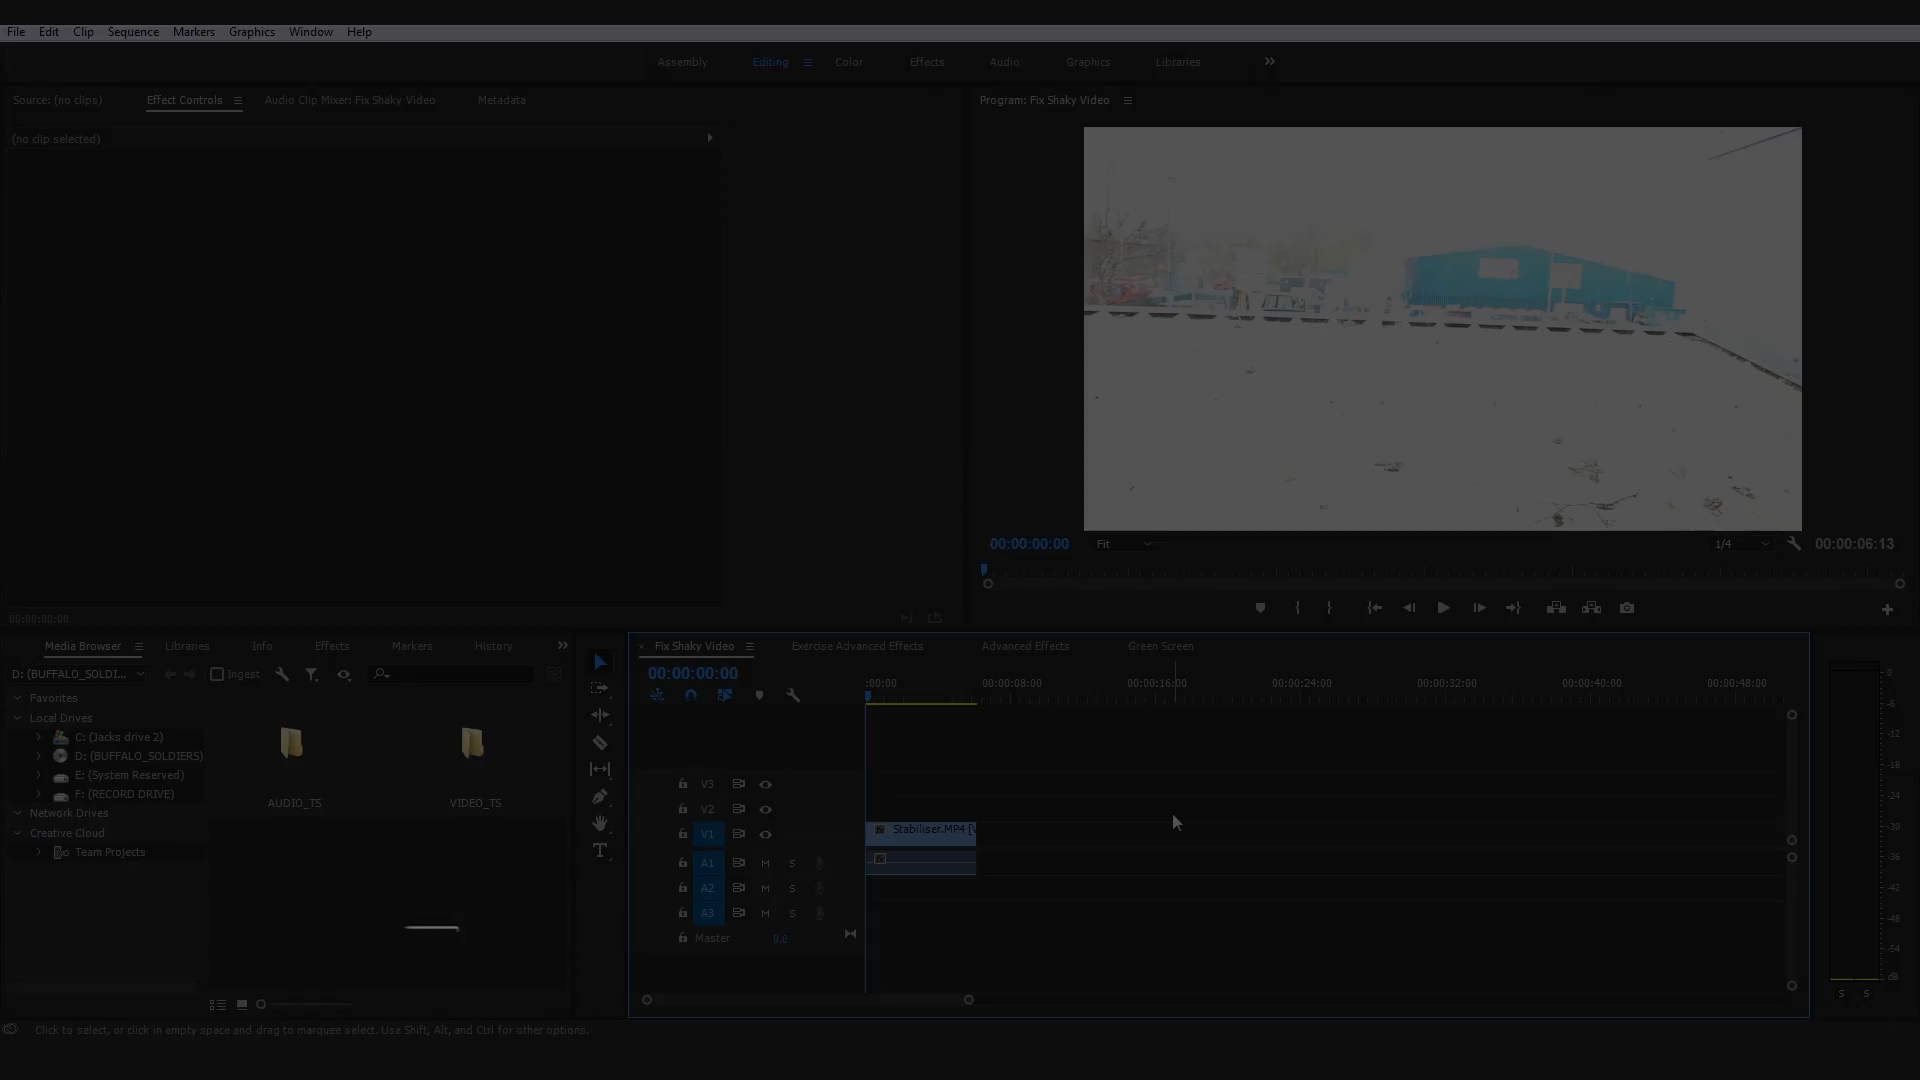 File Edit Clip Sequence Markers Graphics Window Help
Assembly Editing Color Effects Audio Graphics Libraries
Source: (no clips) Effect Controls Audio Clip Mixer: Fix Shaky Video Metadata
Program: Fix Shaky Video
(no clip selected)
00:00:00:00 Fit 1/4 00:00:06:13
00:00:00:00
Media Browser Libraries Info Effects Markers History
D: (BUFFALO_SOLDI... Ingest
Favorites
Local Drives
C: (Jacks drive 2)
D: (BUFFALO_SOLDIERS)
E: (System Reserved)
F: (RECORD DRIVE)
Network Drives
Creative Cloud
Team Projects
AUDIO_TS VIDEO_TS
Fix Shaky Video Exercise Advanced Effects Advanced Effects Green Screen
00:00:00:00
:00:00 00:00:08:00 00:00:16:00 00:00:24:00 00:00:32:00 00:00:40:00 00:00:48:00
V3
V2
V1 Stabiliser.MP4 [V
A1 M S
A2 M S
A3 M S
Master 0.0
0
-6
-12
-18
-24
-30
-36
-42
-48
-54
dB
S S
Click to select, or click in empty space and drag to marquee select. Use Shift, Alt, and Ctrl for other options.